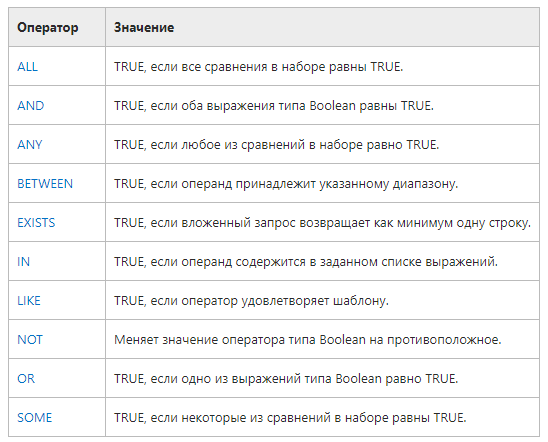 Оператор Значение
ALL TRUE, если все сравнения в наборе равны TRUE.
AND TRUE, если оба выражения типа Boolean равны TRUE.
ANY TRUE, если любое из сравнений в наборе равно TRUE.
BETWEEN TRUE, если операнд принадлежит указанному диапазону.
EXISTS TRUE, если вложенный запрос возвращает как минимум одну строку.
IN TRUE, если операнд содержится в заданном списке выражений.
LIKE TRUE, если оператор удовлетворяет шаблону.
NOT Меняет значение оператора типа Boolean на противоположное.
OR TRUE, если одно из выражений типа Boolean равно TRUE.
SOME TRUE, если некоторые из сравнений в наборе равны TRUE.